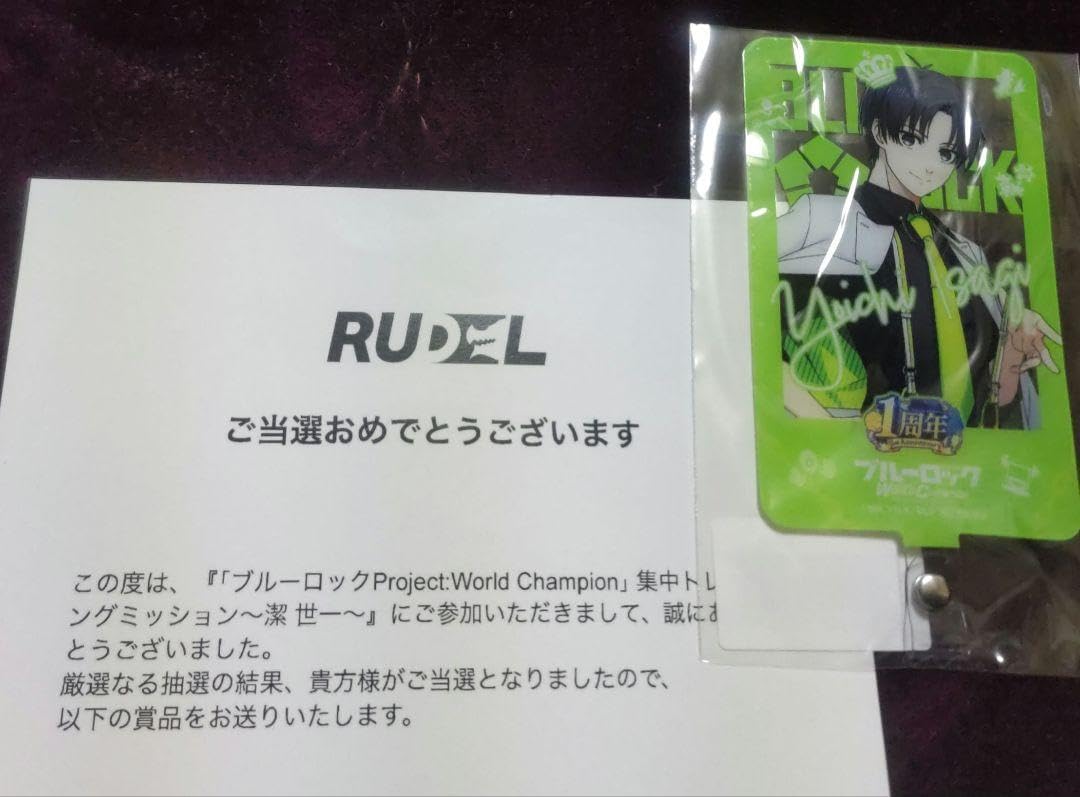 RUDEL
ご当選おめでとうございます
この度は、『「ブルーロックProject:World Champion」集中トレ
ングミッション～潔 世一～』にご参加いただきまして、誠にあ
とうございました。
厳選なる抽選の結果、貴方様がご当選となりましたので、
以下の賞品をお送りいたします。
BL
LOCK
Yoichi Isagi
1周年
ブルーロック